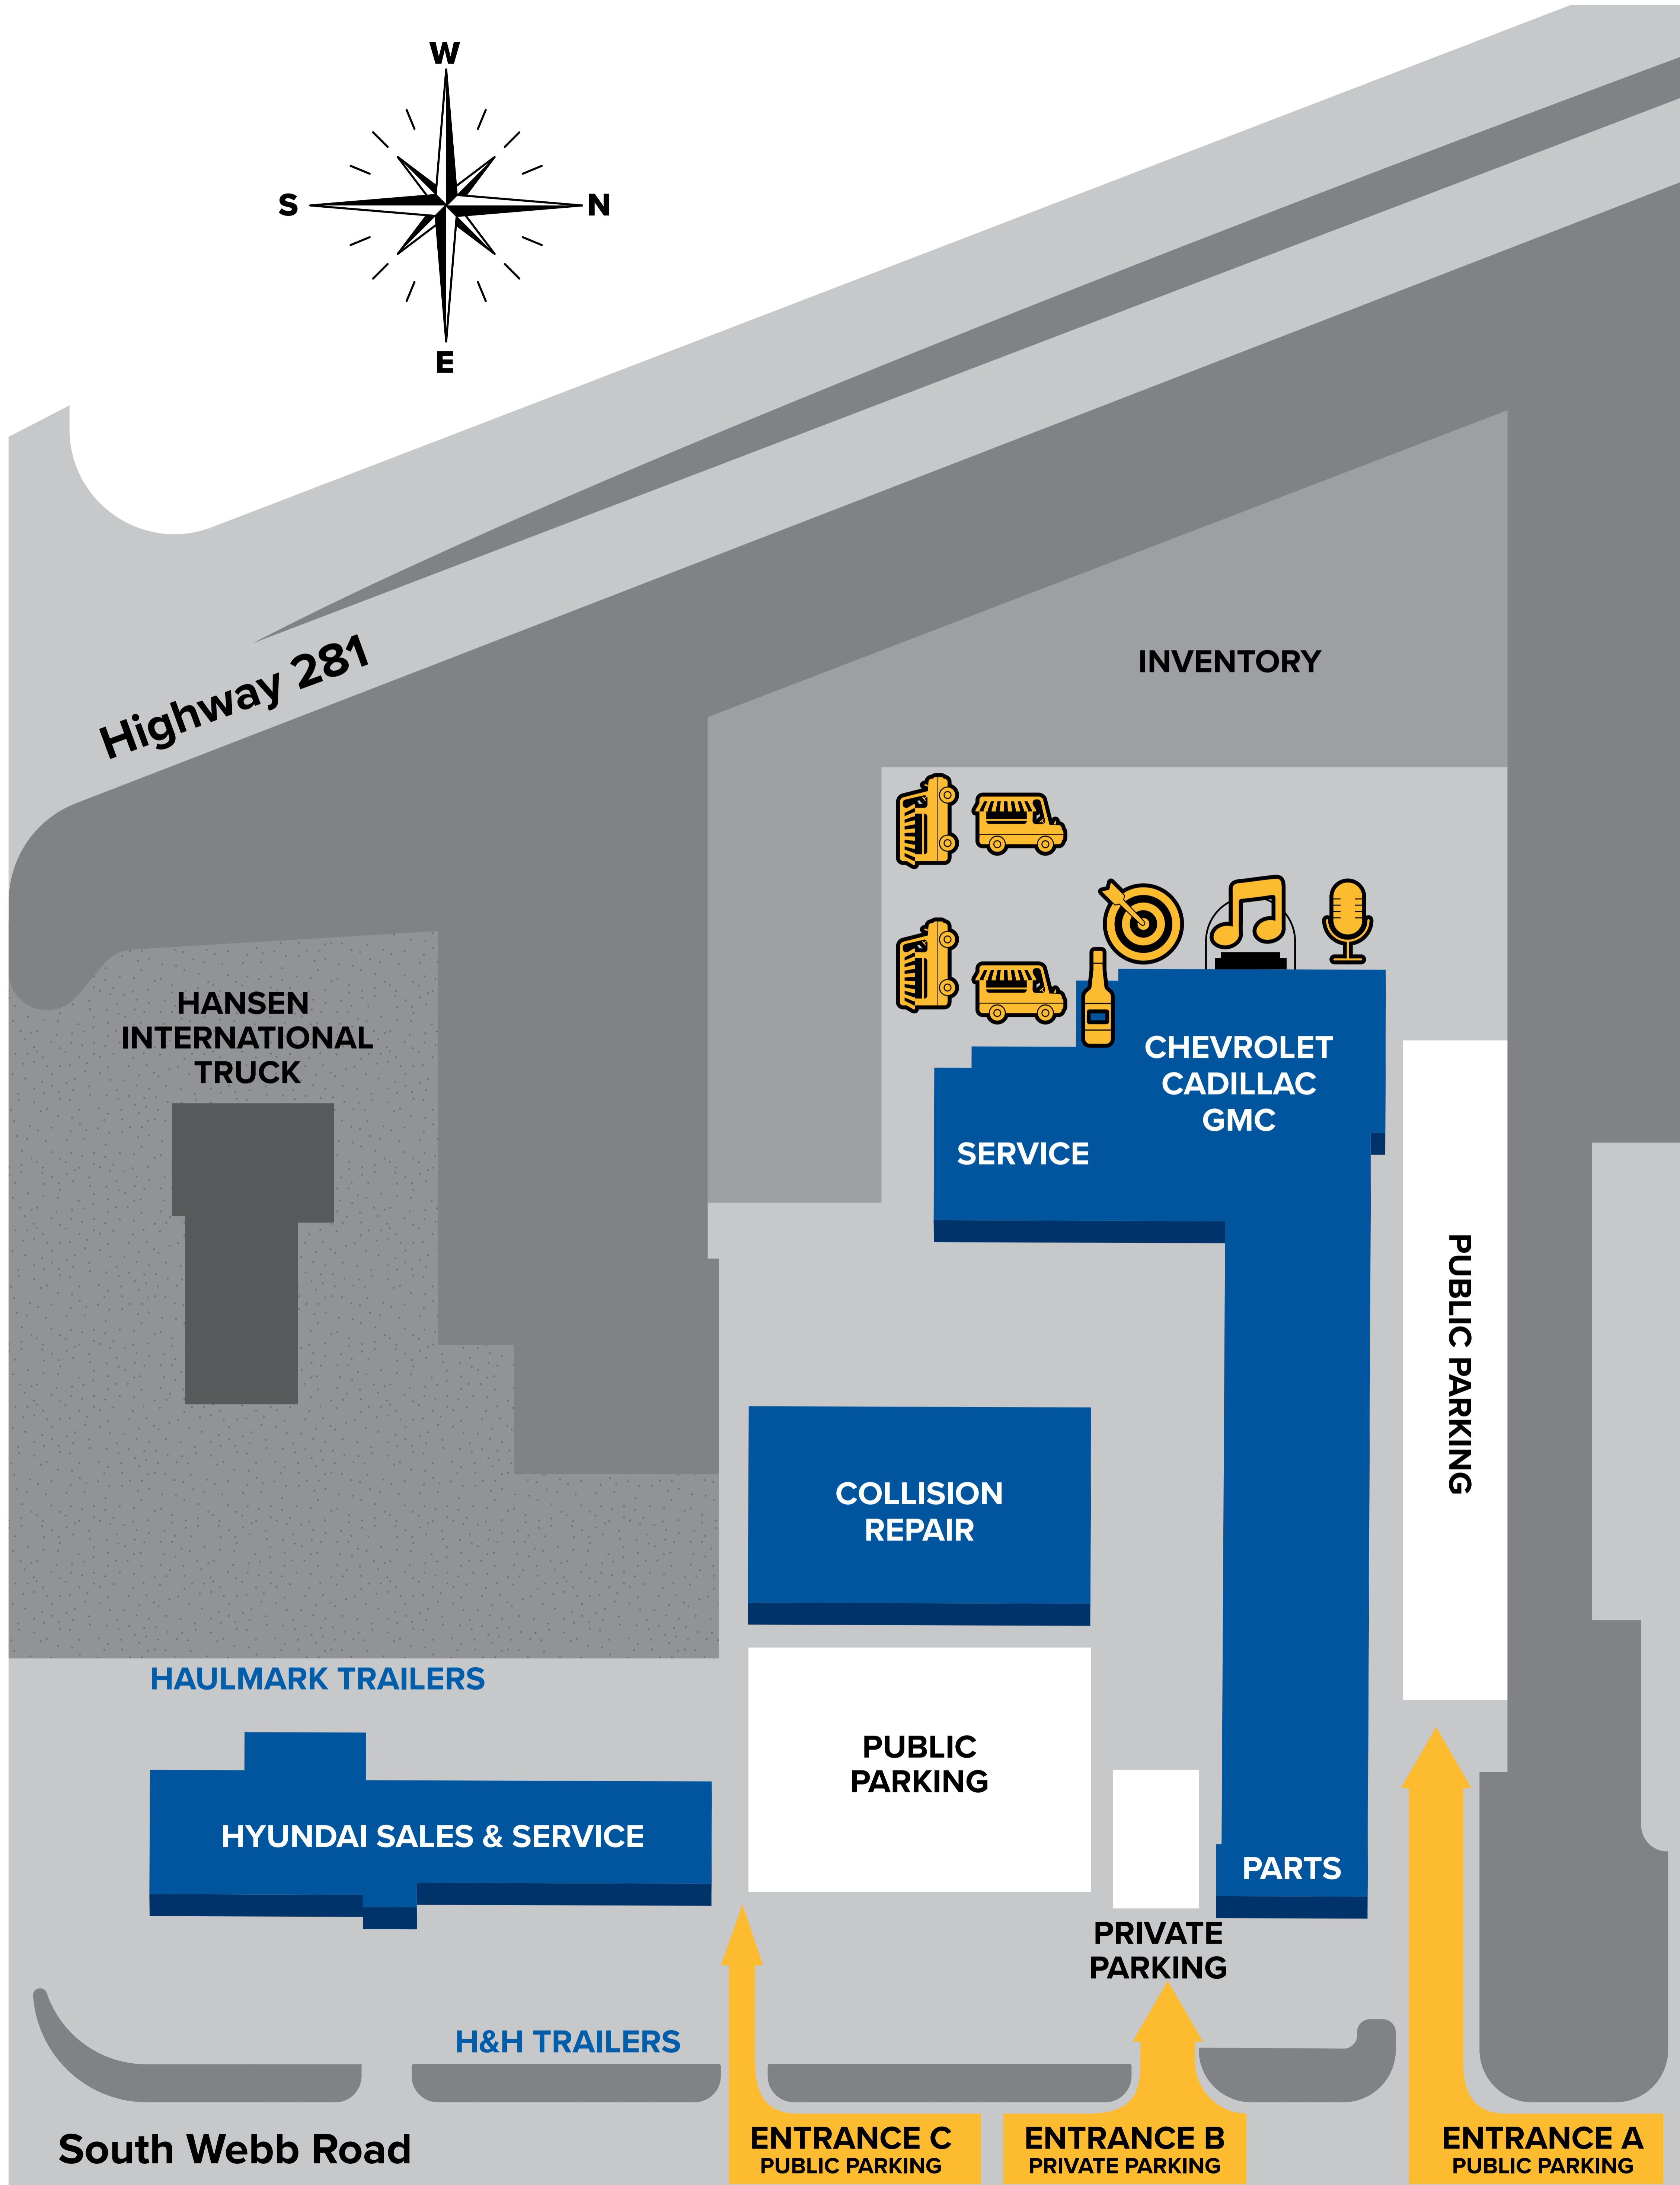 W
S
N
E
Highway 281
INVENTORY
HANSEN
INTERNATIONAL
TRUCK
CHEVROLET
CADILLAC
GMC
SERVICE
PUBLIC PARKING
COLLISION
REPAIR
HAULMARK TRAILERS
PUBLIC
PARKING
HYUNDAI SALES & SERVICE
PARTS
PRIVATE
PARKING
H&H TRAILERS
South Webb Road
ENTRANCE C
PUBLIC PARKING
ENTRANCE B
PRIVATE PARKING
ENTRANCE A
PUBLIC PARKING